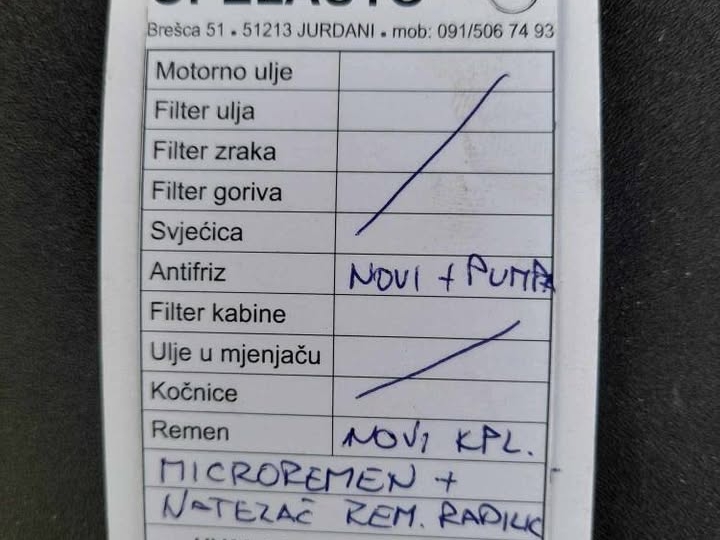 Brešca 51 • 51213 JURDANI • mob: 091/506 74 93
Motorno ulje
Filter ulja
Filter zraka
Filter goriva
Svjećica
Antifriz NOVI + PUMPA
Filter kabine
Ulje u mjenjaču
Kočnice
Remen NOVI KPL.
MICROREMEN +
NATEZAČ REM. RADILIC